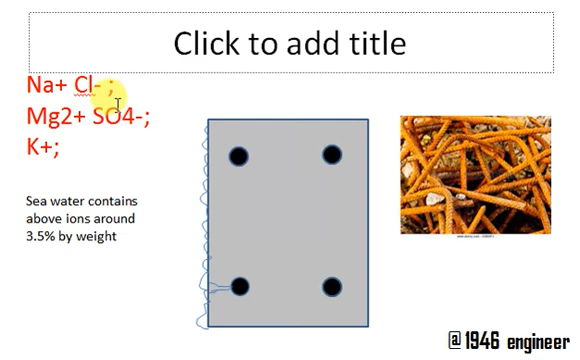 Click to add title
Na+ Cl- ;
Mg2+ SO4-;
K+;
Sea water contains
above ions around
3.5% by weight
@1946 engineer